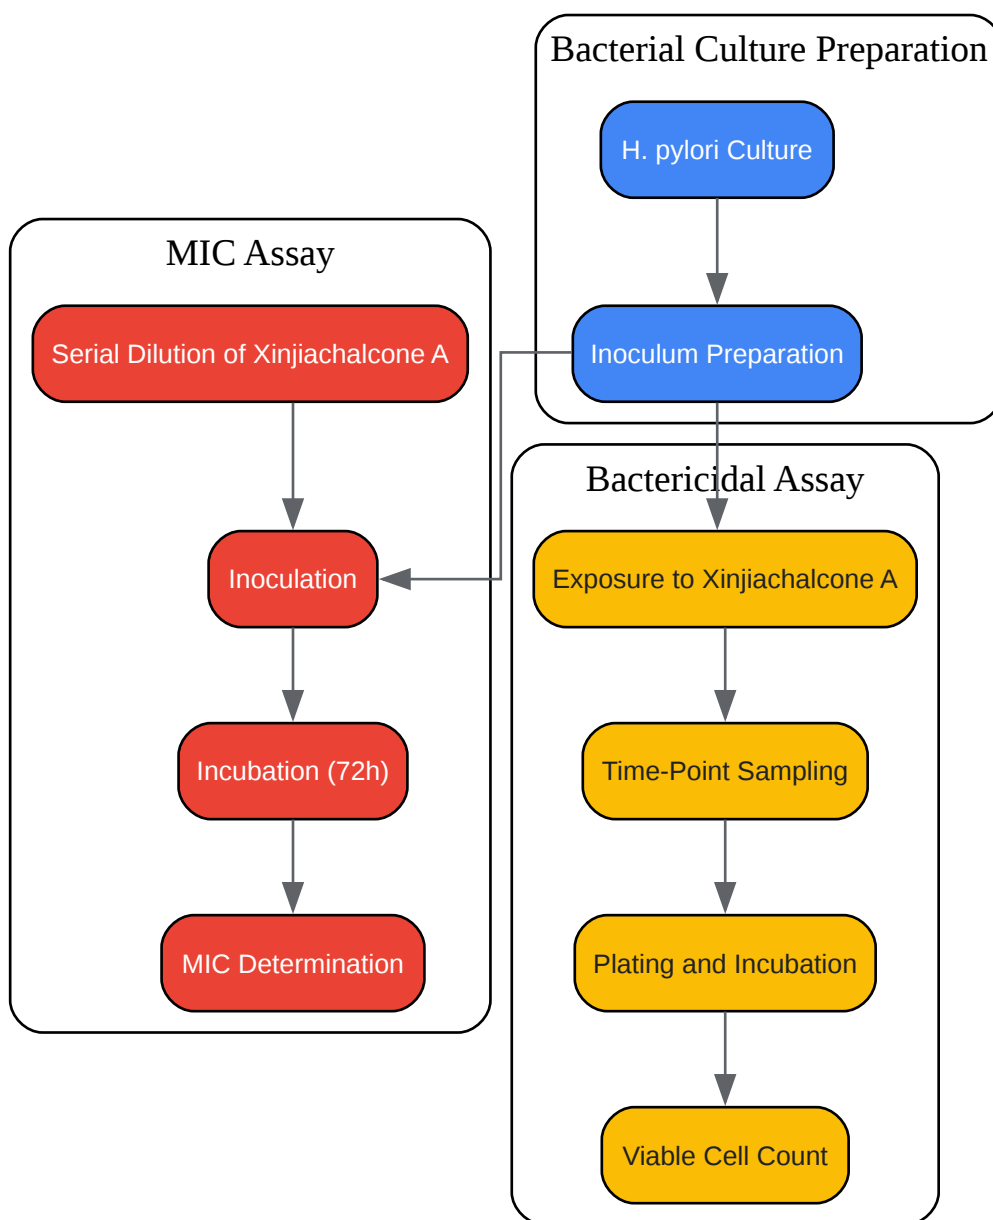 Bacterial Culture Preparation
H. pylori Culture
Inoculum Preparation
MIC Assay
Serial Dilution of Xinjiachalcone A
Inoculation
Incubation (72h)
MIC Determination
Bactericidal Assay
Exposure to Xinjiachalcone A
Time-Point Sampling
Plating and Incubation
Viable Cell Count